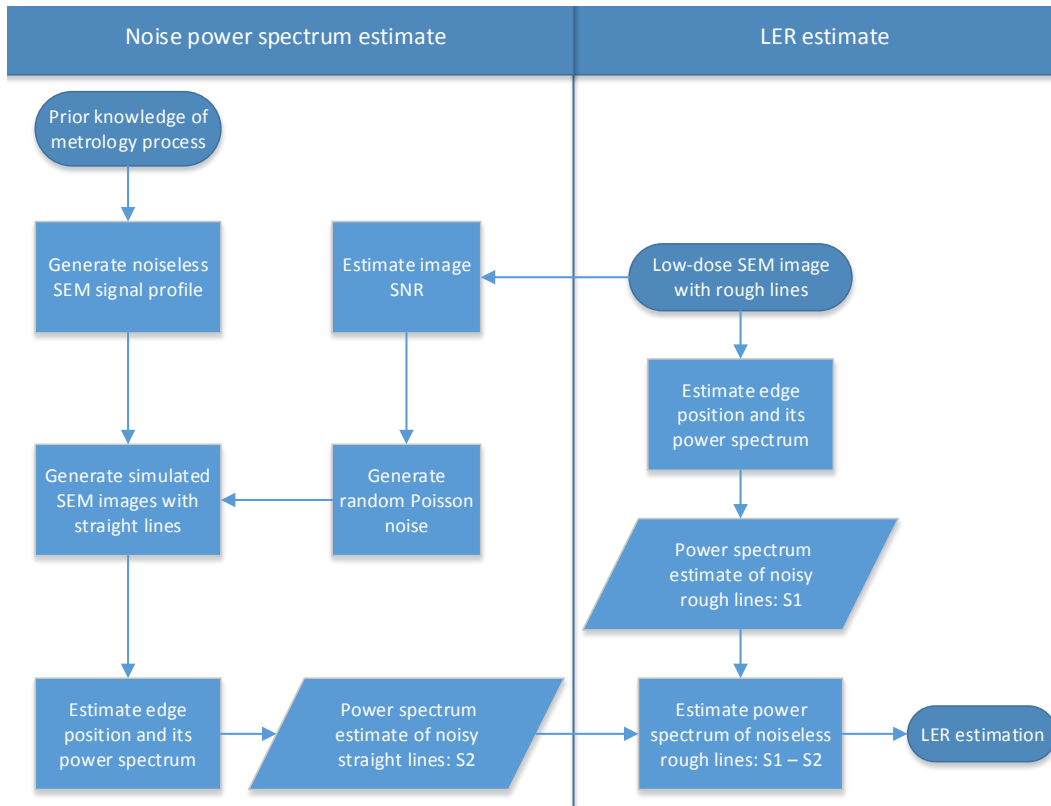 Noise power spectrum estimate
LER estimate
Prior knowledge of
metrology process
Generate noiseless
SEM signal profile
Estimate image
SNR
Low-dose SEM image
with rough lines
Estimate edge
position and its
power spectrum
Generate simulated
SEM images with
straight lines
Generate
random Poisson
noise
Power spectrum
estimate of noisy
rough lines: S1
Estimate edge
position and its
power spectrum
Power spectrum
estimate of noisy
straight lines: S2
Estimate power
spectrum of noiseless
rough lines: S1 – S2
LER estimation